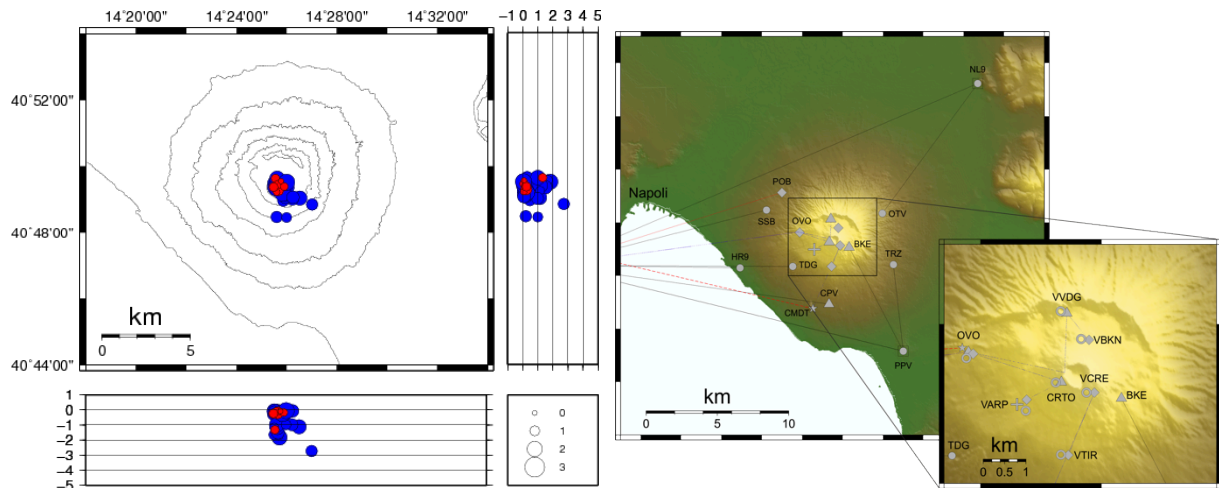 14˚20'00" 14˚24'00" 14˚28'00" 14˚32'00"
-1 0 1 2 3 4 5
40˚52'00"
40˚48'00"
40˚44'00"
km
0 5
1
0
-1
-2
-3
-4
-5
0
1
2
3
NL9
Napoli
POB
SSB
OVO
OTV
BKE
HR9
TDG
TRZ
CPV
CMDT
PPV
km
0 5 10
VVDG
OVO
VBKN
VCRE
CRTO
BKE
VARP
km
TDG
0 0.5 1
VTIR